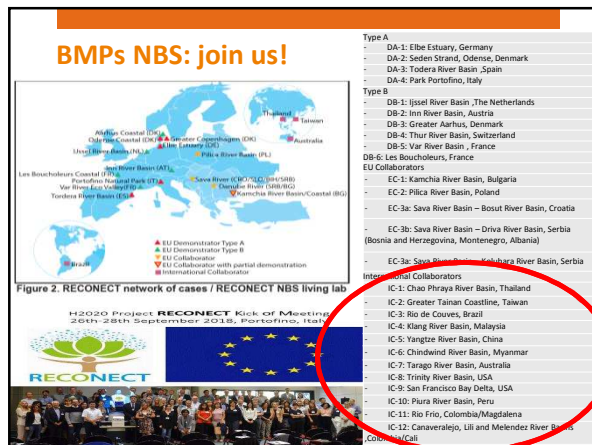 BMPs NBS: join us!
Thailand
Taiwan
Australia
Aarhus Coastal (DK)
Odense Coastal (DK)
Greater Copenhagen (DK)
Elbe Estuary (DE)
IJssel River Basin (NL)
Pilica River Basin (PL)
Inn River Basin (AT)
Les Boucholeurs Coastal (FR)
Portofino Natural Park (IT)
Var River Eco Valley (FR)
Tordera River Basin (ES)
Danube River (SRB/BG)
Kamchia River Basin/Coastal (BG)
Brazil
EU Demonstrator Type A
EU Demonstrator Type B
EU Collaborator
EU Collaborator with partial demonstration
International Collaborator
Figure 2. RECONECT network of cases / RECONECT NBS living lab
H2020 Project RECONECT Kick of Meeting
26th-28th September 2018, Portofino, Italy
RECONECT
Type A
- DA-1: Elbe Estuary, Germany
- DA-2: Seden Strand, Odense, Denmark
- DA-3: Todera River Basin ,Spain
- DA-4: Park Portofino, Italy
Type B
- DB-1: Ijssel River Basin ,The Netherlands
- DB-2: Inn River Basin, Austria
- DB-3: Greater Aarhus, Denmark
- DB-4: Thur River Basin, Switzerland
- DB-5: Var River Basin , France
DB-6: Les Boucholeurs, France
EU Collaborators
- EC-1: Kamchia River Basin, Bulgaria
- EC-2: Pilica River Basin, Poland
- EC-3a: Sava River Basin – Bosut River Basin, Croatia
- EC-3b: Sava River Basin – Driva River Basin, Serbia
(Bosnia and Herzegovina, Montenegro, Albania)
- EC-3a: Sava River Basin – Kolubara River Basin, Serbia
International Collaborators
- IC-1: Chao Phraya River Basin, Thailand
- IC-2: Greater Tainan Coastline, Taiwan
- IC-3: Rio de Couves, Brazil
- IC-4: Klang River Basin, Malaysia
- IC-5: Yangtze River Basin, China
- IC-6: Chindwind River Basin, Myanmar
- IC-7: Tarago River Basin, Australia
- IC-8: Trinity River Basin, USA
- IC-9: San Francisco Bay Delta, USA
- IC-10: Piura River Basin, Peru
- IC-11: Rio Frio, Colombia/Magdalena
- IC-12: Canaveralejo, Lili and Melendez River Basins
,Colombia/Cali